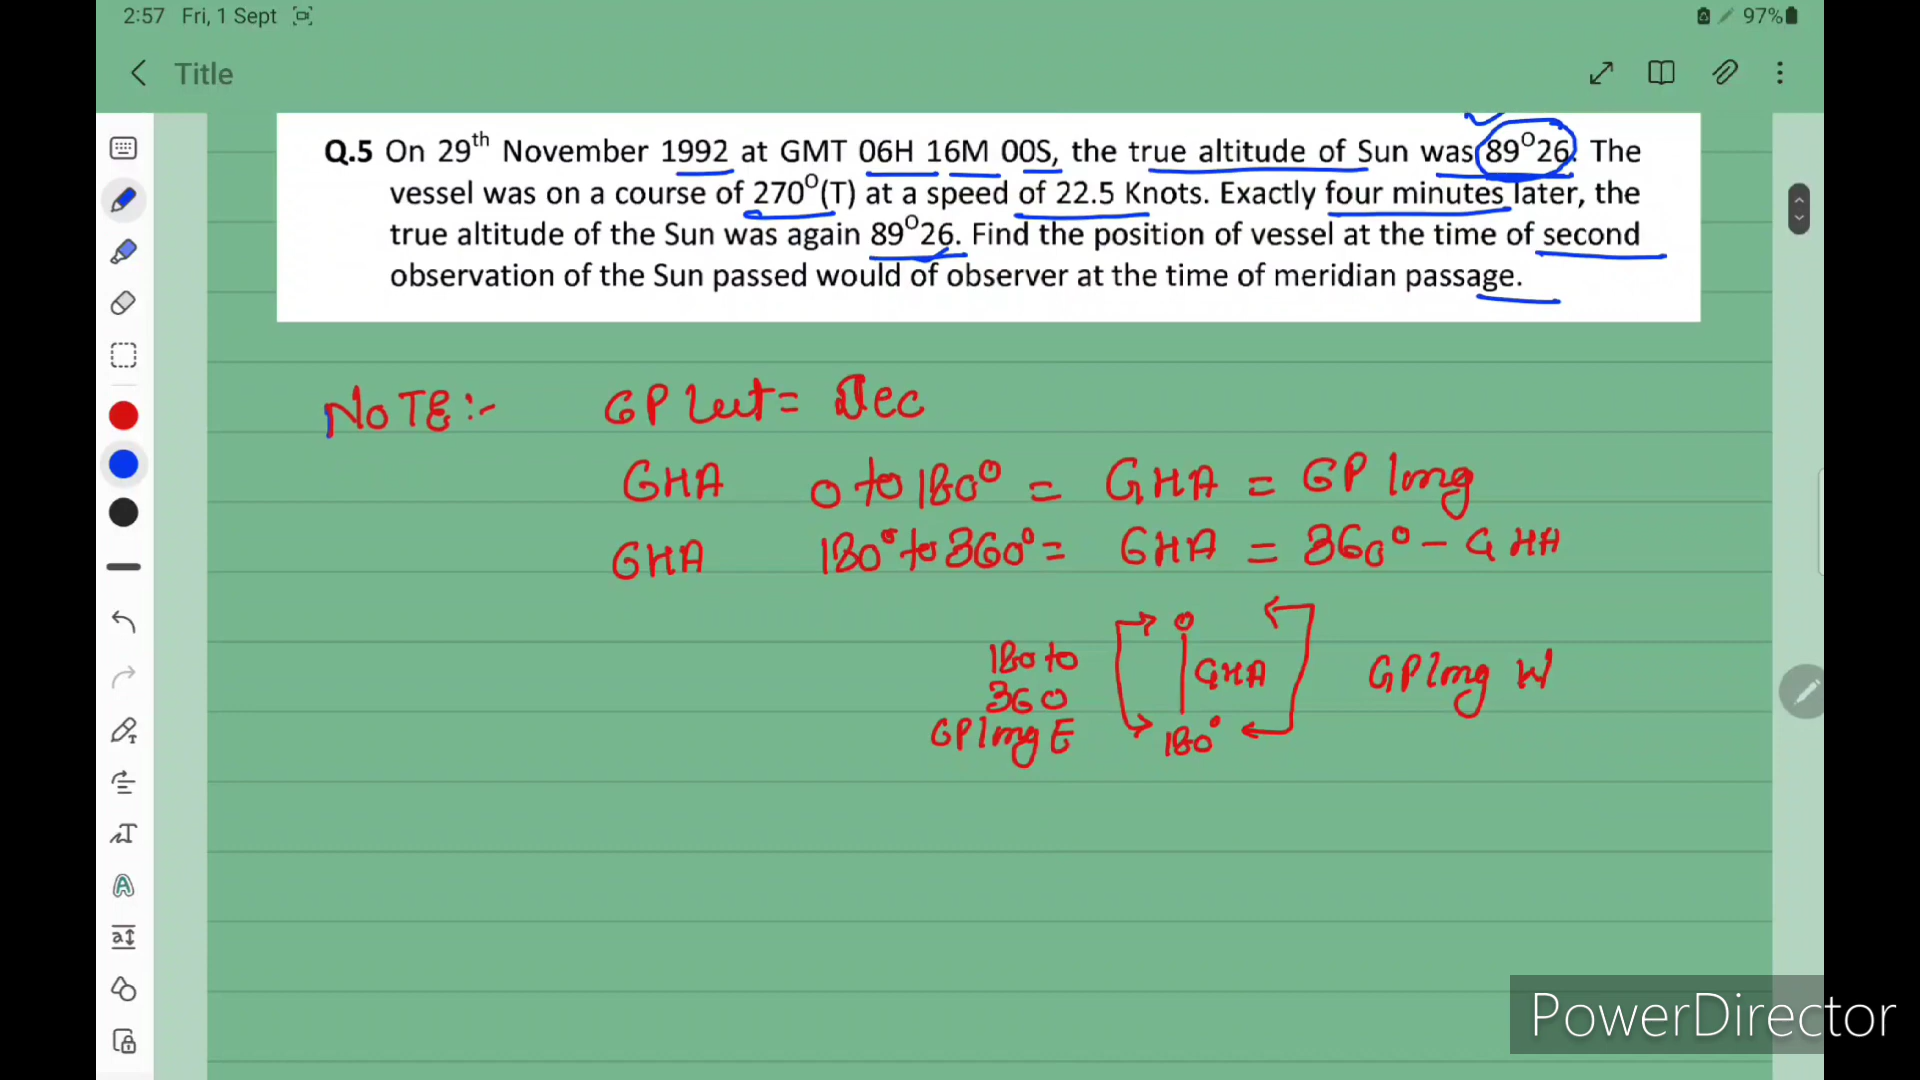 2:57 Fri, 1 Sept 97%
Title
Q.5 On 29th November 1992 at GMT 06H 16M 00S, the true altitude of Sun was 89°26. The
vessel was on a course of 270°(T) at a speed of 22.5 Knots. Exactly four minutes later, the
true altitude of the Sun was again 89°26. Find the position of vessel at the time of second
observation of the Sun passed would of observer at the time of meridian passage.
NOTE:- GP Lat = Dec
GHA 0 to 180° = GHA = GP long
GHA 180° to 360° = GHA = 360° - GHA
0
180 to
360
GP long E
GHA
180°
GP long W
PowerDirector